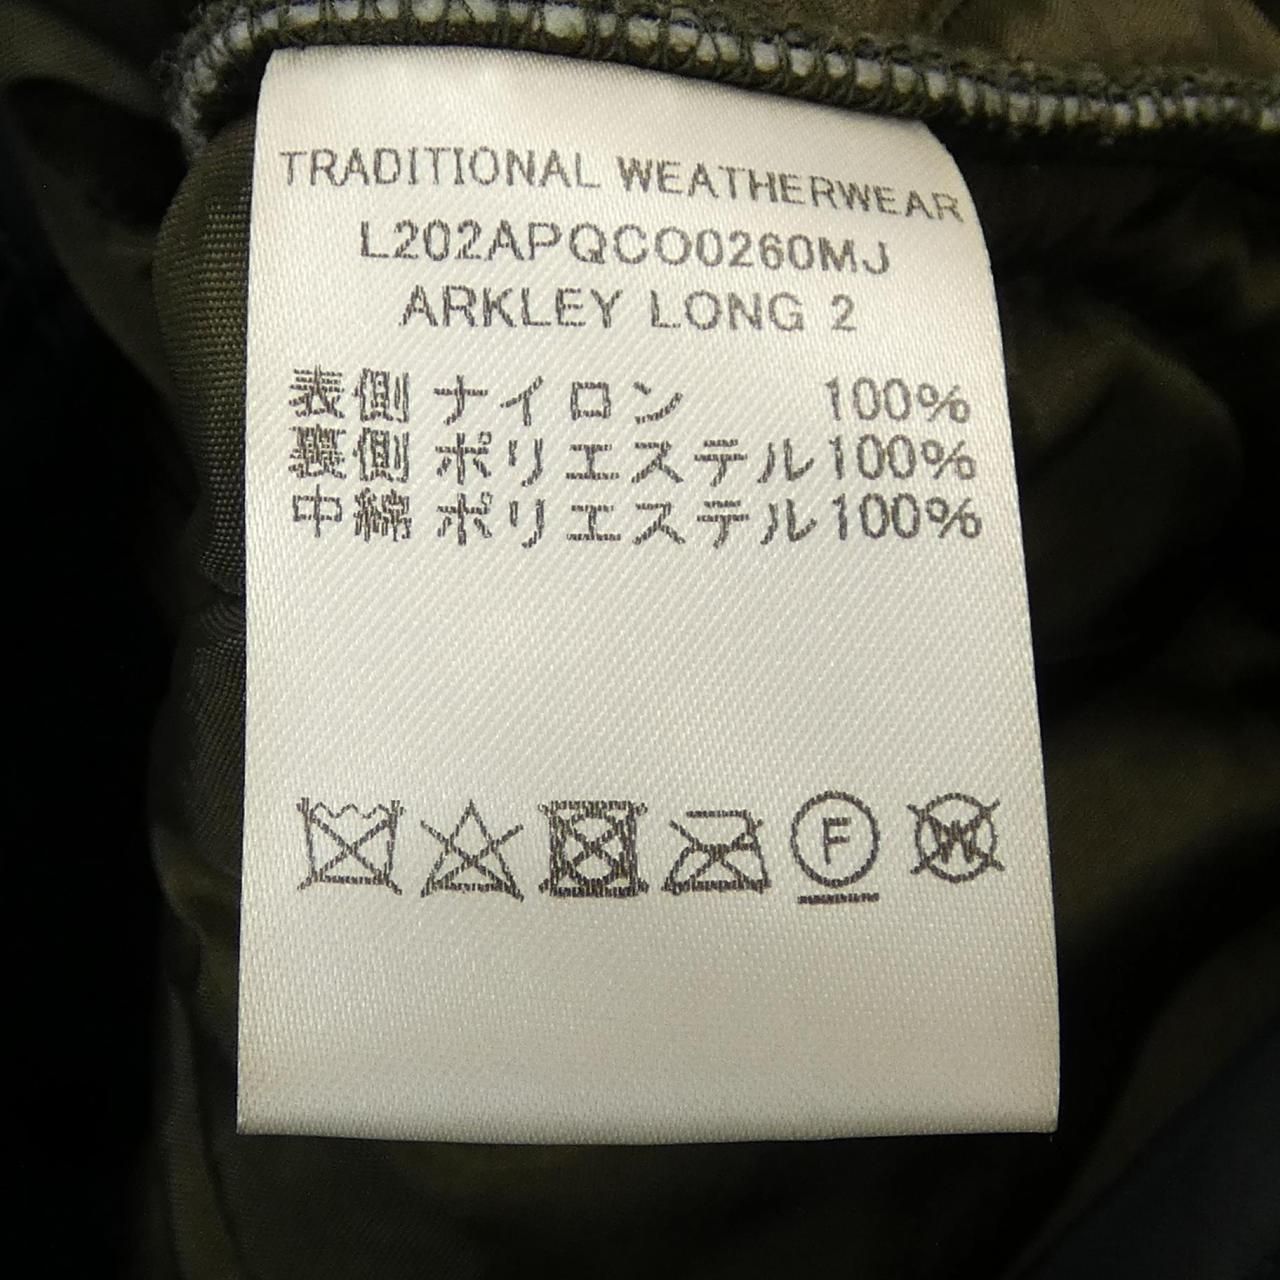 TRADITIONAL WEATHERWEAR
L202APQCO0260MJ
ARKLEY LONG 2
表側 ナイロン 100%
裏側 ポリエステル100%
中綿 ポリエステル100%
F W